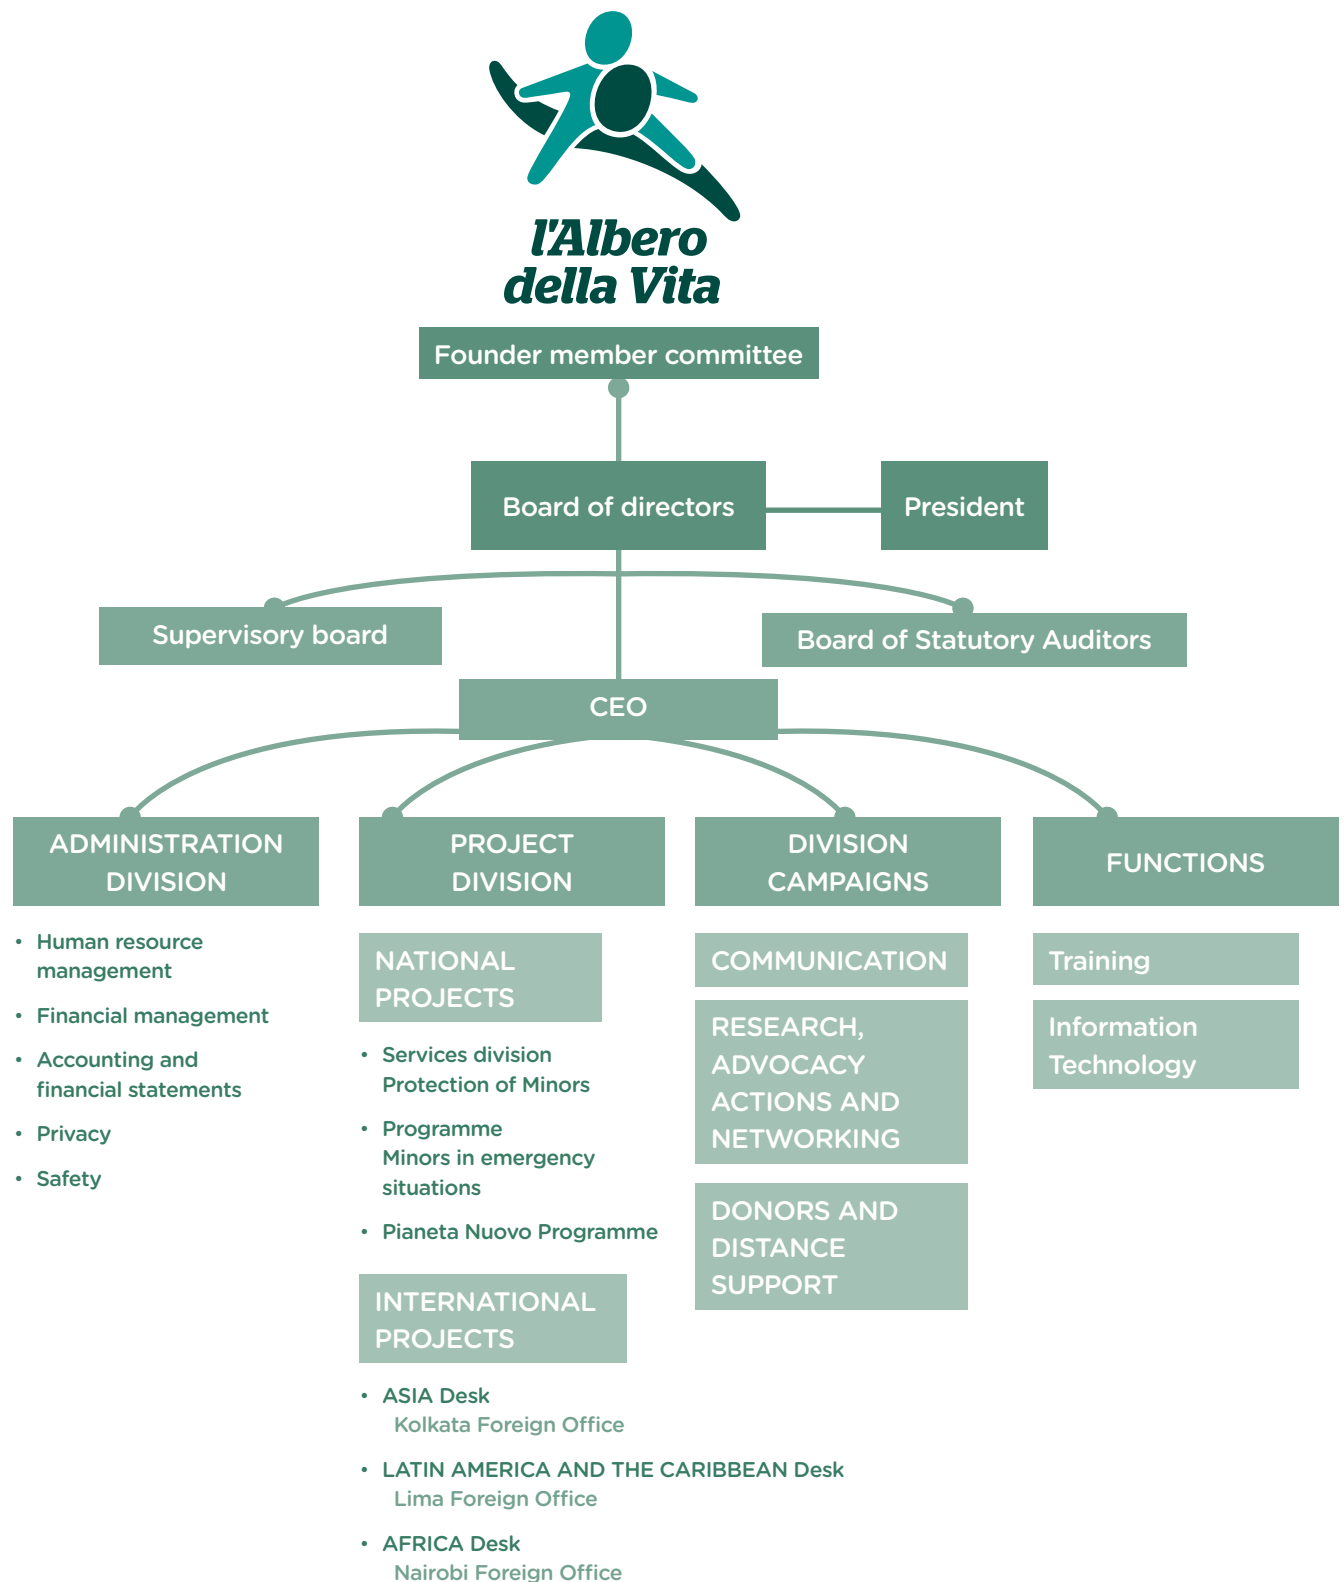 l'Albero
della Vita
Founder member committee
Board of directors
President
Supervisory board
Board of Statutory Auditors
CEO
ADMINISTRATION
DIVISION
• Human resource
management
• Financial management
• Accounting and
financial statements
• Privacy
• Safety
PROJECT
DIVISION
NATIONAL
PROJECTS
• Services division
Protection of Minors
• Programme
Minors in emergency
situations
• Pianeta Nuovo Programme
INTERNATIONAL
PROJECTS
• ASIA Desk
Kolkata Foreign Office
• LATIN AMERICA AND THE CARIBBEAN Desk
Lima Foreign Office
• AFRICA Desk
Nairobi Foreign Office
DIVISION
CAMPAIGNS
COMMUNICATION
RESEARCH,
ADVOCACY
ACTIONS AND
NETWORKING
DONORS AND
DISTANCE
SUPPORT
FUNCTIONS
Training
Information
Technology